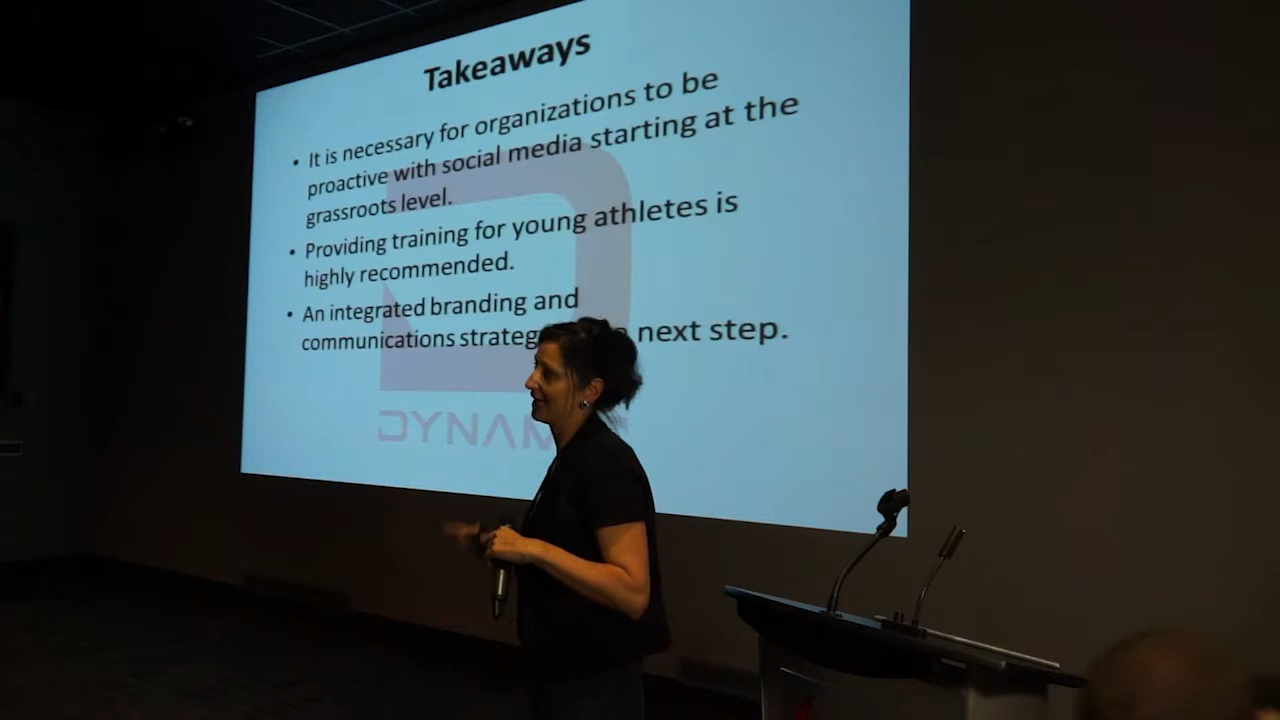 Takeaways
• It is necessary for organizations to be
proactive with social media starting at the
grassroots level.
• Providing training for young athletes is
highly recommended.
• An integrated branding and
communications next step.